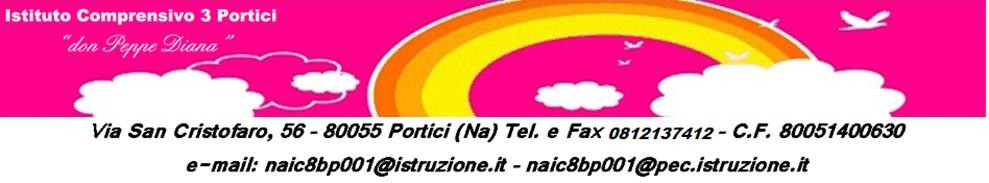 Istituto Comprensivo 3 Portici
"don Peppe Diana"
Via San Cristofaro, 56 - 80055 Portici (Na) Tel. e Fax 0812137412 - C.F. 80051400630
e-mail: naic8bp001@istruzione.it - naic8bp001@pec.istruzione.it